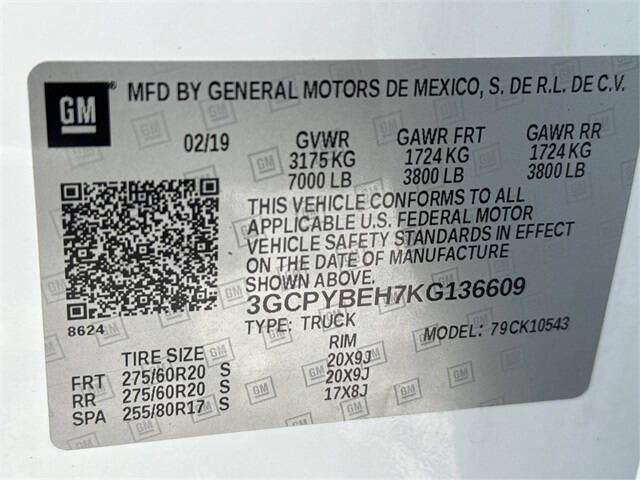 GM MFD BY GENERAL MOTORS DE MEXICO, S. DE R.L. DE C.V.
02/19 GVWR GAWR FRT GAWR RR
3175 KG 1724 KG 1724 KG
7000 LB 3800 LB 3800 LB
THIS VEHICLE CONFORMS TO ALL
APPLICABLE U.S. FEDERAL MOTOR
VEHICLE SAFETY STANDARDS IN EFFECT
ON THE DATE OF MANUFACTURE
SHOWN ABOVE.
3GCPYBEH7KG136609
8624 TYPE: TRUCK MODEL: 79CK10543
TIRE SIZE RIM
FRT 275/60R20 S 20X9J
RR 275/60R20 S 20X9J
SPA 255/80R17 S 17X8J